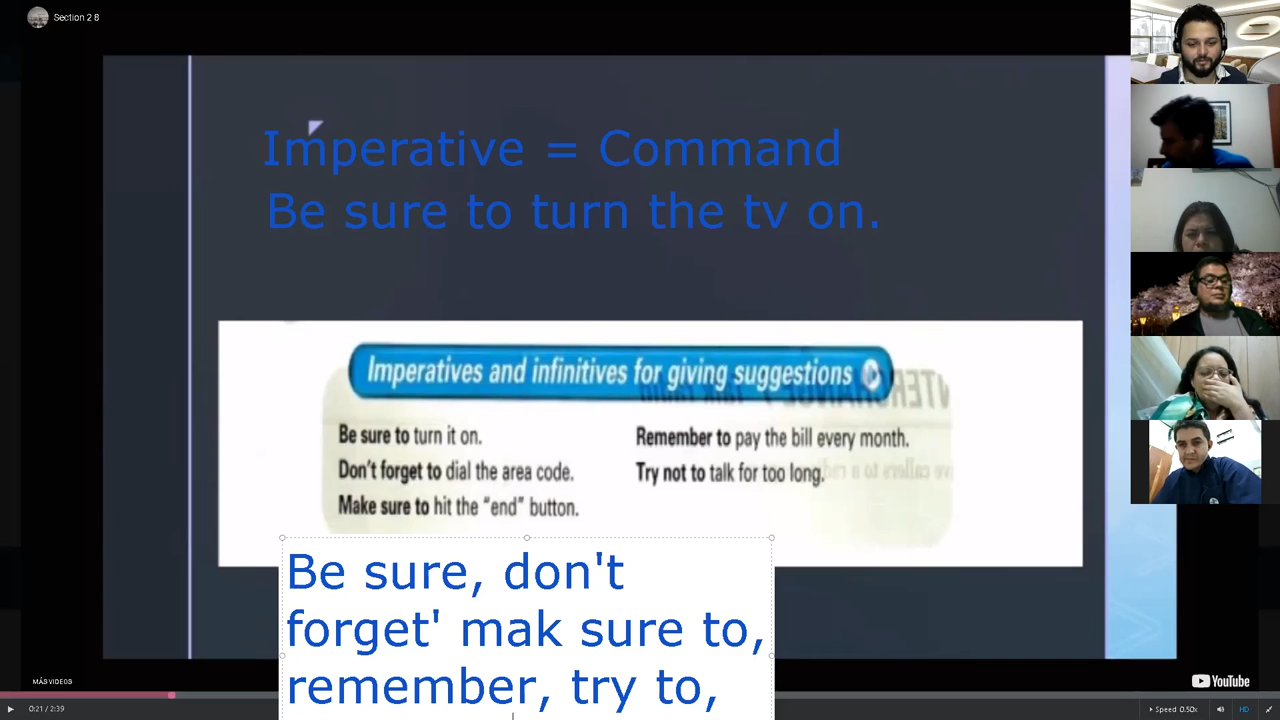 Section 2 8
Imperative = Command
Be sure to turn the tv on.
Imperatives and infinitives for giving suggestions
Be sure to turn it on.
Don't forget to dial the area code.
Make sure to hit the "end" button.
Remember to pay the bill every month.
Try not to talk for too long.
Be sure, don't
forget' mak sure to,
remember, try to,
MÁS VIDEOS
YouTube
0:21 / 2:39
Speed 0.50x
HD